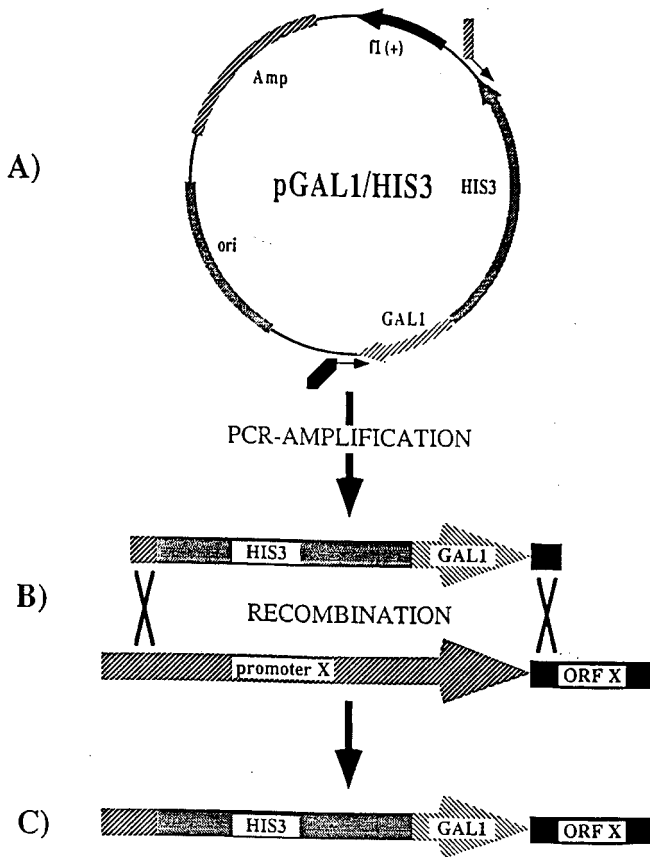 A)
f1 (+)
Amp
pGAL1/HIS3
HIS3
ori
GAL1
PCR-AMPLIFICATION
B)
HIS3
GAL1
RECOMBINATION
promoter X
ORF X
C)
HIS3
GAL1
ORF X